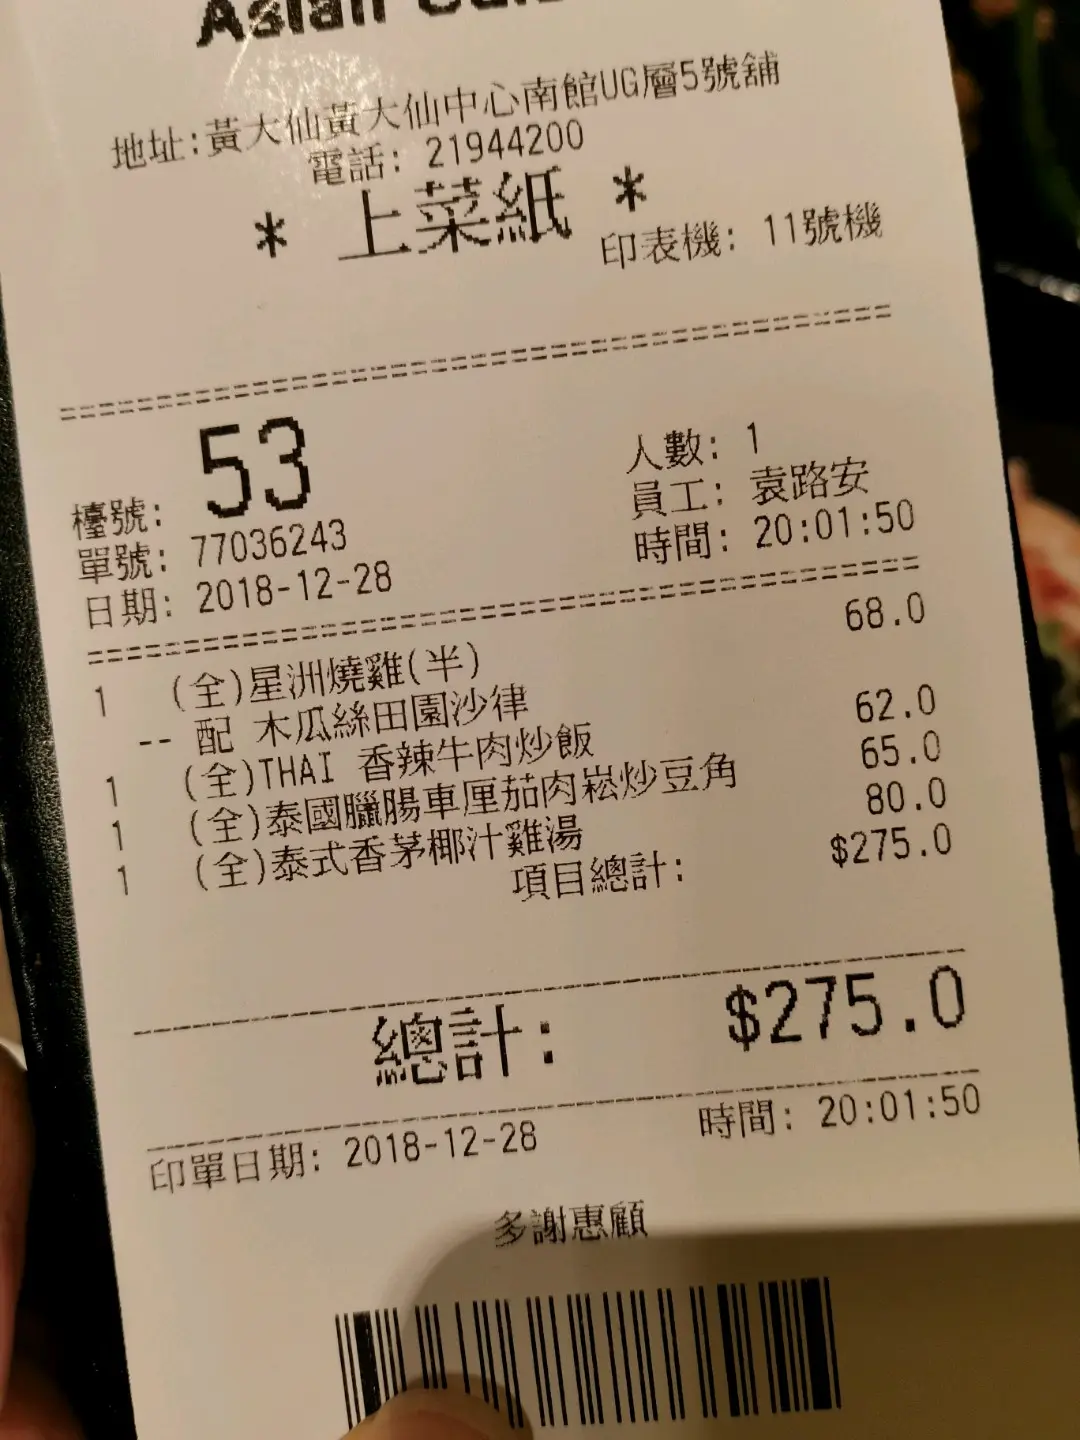 Asian
地址:黃大仙黃大仙中心南館UG層5號舖
電話: 21944200
* 上菜紙 *
印表機: 11號機
檯號: 53
人數: 1
單號: 77036243
員工: 袁路安
日期: 2018-12-28
時間: 20:01:50
1 (全)星洲燒雞(半) 68.0
-- 配 木瓜絲田園沙律
1 (全)THAI 香辣牛肉炒飯 62.0
1 (全)泰國臘腸車厘茄肉崧炒豆角 65.0
1 (全)泰式香茅椰汁雞湯 80.0
項目總計: $275.0
總計: $275.0
印單日期: 2018-12-28 時間: 20:01:50
多謝惠顧